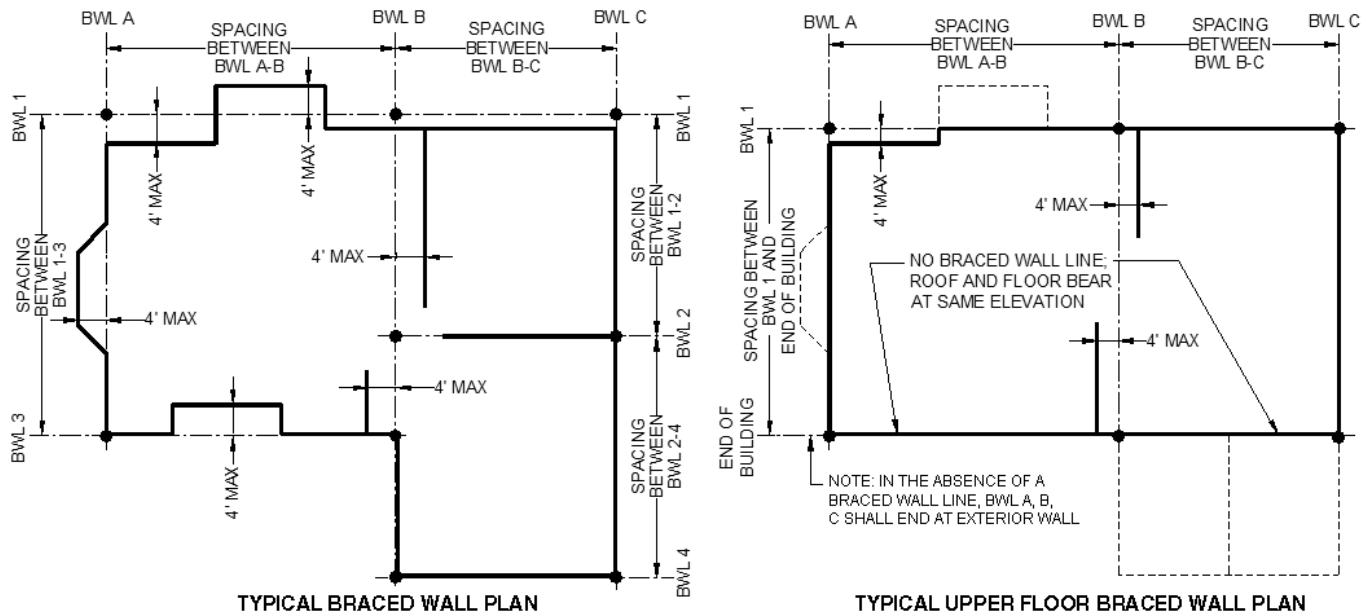 BWL A
SPACING
BETWEEN
BWL A-B
BWL B
SPACING
BETWEEN
BWL B-C
BWL C
BWL 1
BWL 1
4' MAX
4' MAX
SPACING
BETWEEN
BWL 1-3
4' MAX
SPACING
BETWEEN
BWL 1-2
4' MAX
BWL 2
4' MAX
BWL 3
4' MAX
SPACING
BETWEEN
BWL 2-4
BWL 4
TYPICAL BRACED WALL PLAN
BWL A
SPACING
BETWEEN
BWL A-B
BWL B
SPACING
BETWEEN
BWL B-C
BWL C
BWL 1
4' MAX
4' MAX
SPACING BETWEEN
BWL 1 AND
END OF BUILDING
NO BRACED WALL LINE;
ROOF AND FLOOR BEAR
AT SAME ELEVATION
4' MAX
END OF
BUILDING
NOTE: IN THE ABSENCE OF A
BRACED WALL LINE, BWL A, B,
C SHALL END AT EXTERIOR WALL
TYPICAL UPPER FLOOR BRACED WALL PLAN